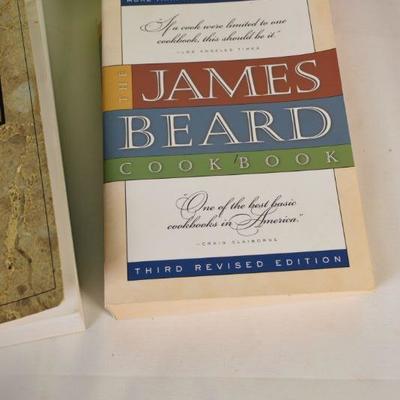 "If a cook were limited to one
cookbook, this should be it."
—LOS ANGELES TIMES
THE
JAMES
BEARD
COOKBOOK
"One of the best basic
cookbooks in America."
—CRAIG CLAIBORNE
THIRD REVISED EDITION